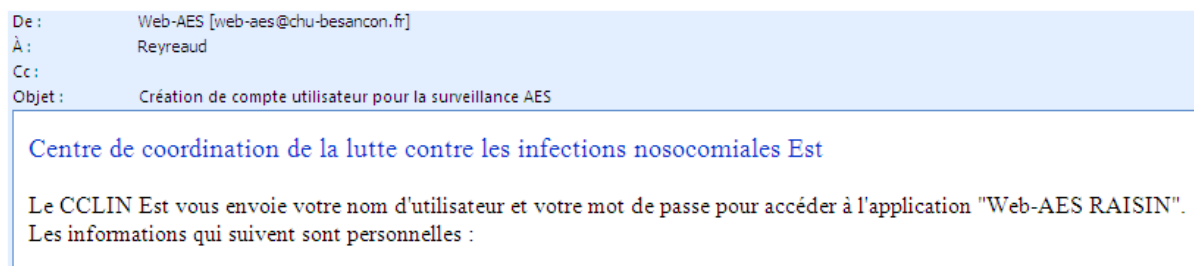 De : Web-AES [web-aes@chu-besancon.fr]
À : Reyreaud
Cc :
Objet : Création de compte utilisateur pour la surveillance AES
Centre de coordination de la lutte contre les infections nosocomiales Est
Le CCLIN Est vous envoie votre nom d'utilisateur et votre mot de passe pour accéder à l'application "Web-AES RAISIN".
Les informations qui suivent sont personnelles :